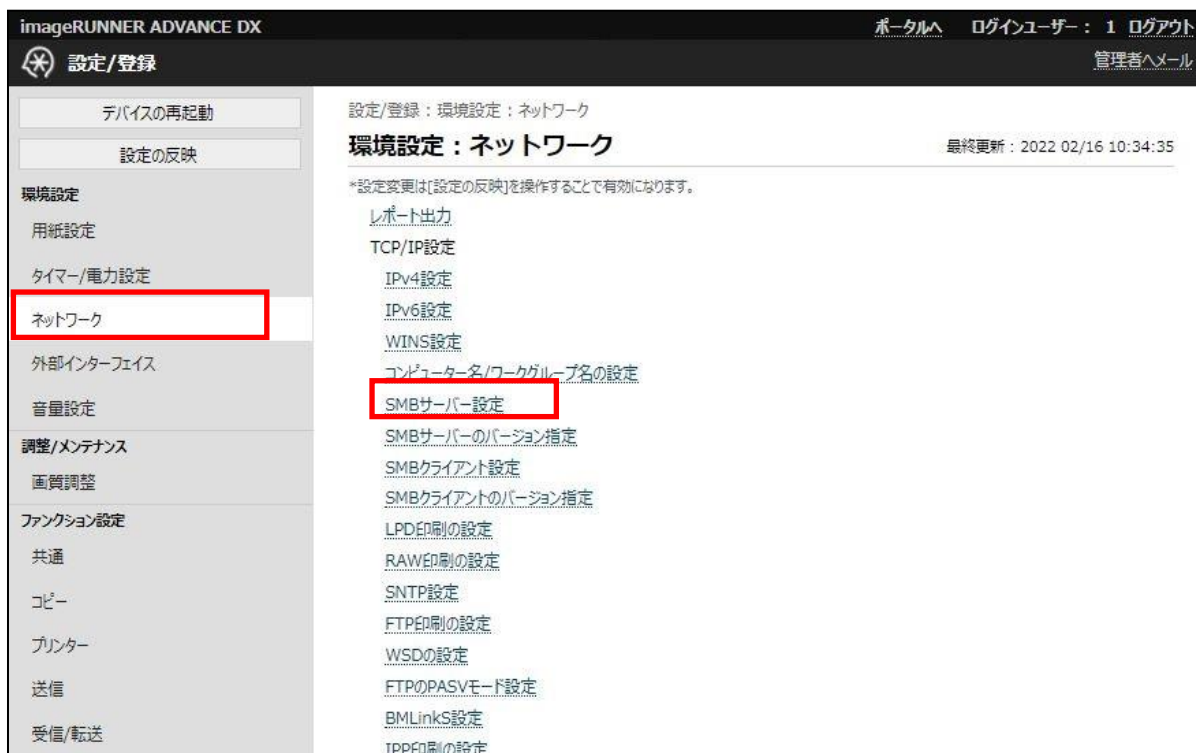 imageRUNNER ADVANCE DX
ポータルへ ログインユーザー： 1 ログアウト
設定/登録
管理者へメール
デバイスの再起動
設定の反映
環境設定
用紙設定
タイマー/電力設定
ネットワーク
外部インターフェイス
音量設定
調整/メンテナンス
画質調整
ファンクション設定
共通
コピー
プリンター
送信
受信/転送
設定/登録：環境設定：ネットワーク
環境設定：ネットワーク
最終更新：2022 02/16 10:34:35
*設定変更は[設定の反映]を操作することで有効になります。
レポート出力
TCP/IP設定
IPv4設定
IPv6設定
WINS設定
コンピューター名/ワークグループ名の設定
SMBサーバー設定
SMBサーバーのバージョン指定
SMBクライアント設定
SMBクライアントのバージョン指定
LPD印刷の設定
RAW印刷の設定
SNTP設定
FTP印刷の設定
WSDの設定
FTPのPASVモード設定
BMLinkS設定
IPP印刷の設定